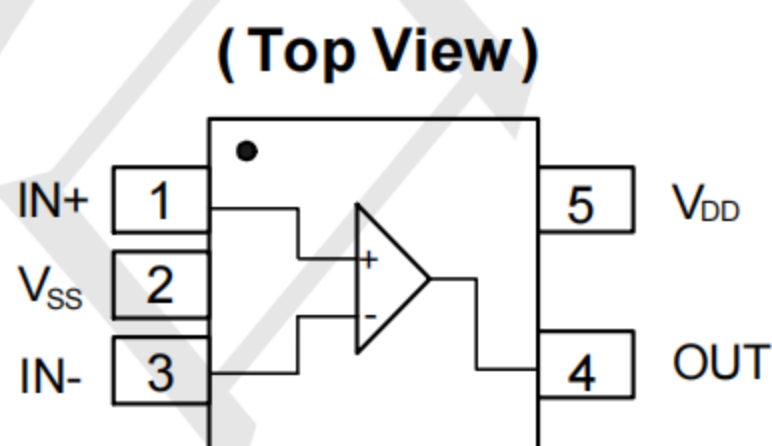 ( Top View )
IN+ 1 5 VDD
+
VSS 2
-
IN- 3 4 OUT